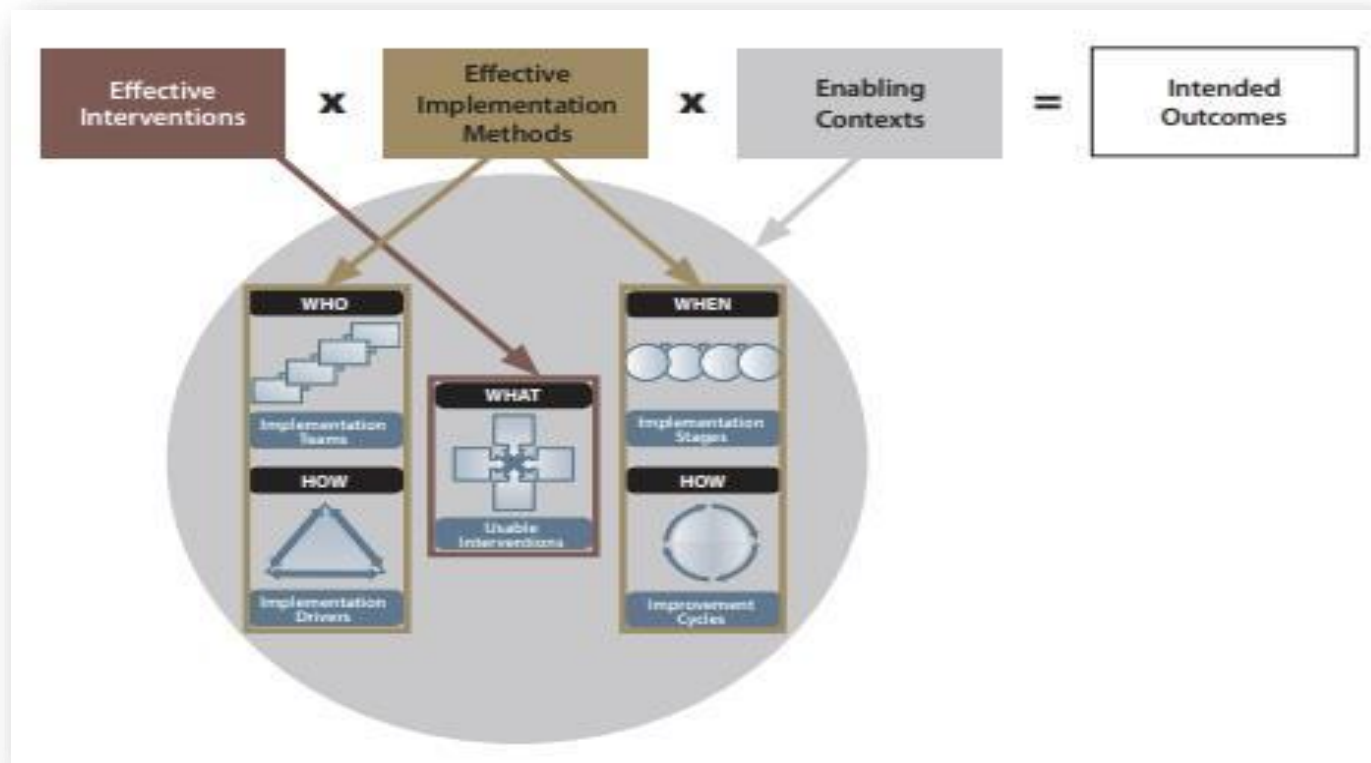 Effective
Interventions
x
Effective
Implementation
Methods
x
Enabling
Contexts
=
Intended
Outcomes
WHO
Implementation
Teams
HOW
Implementation
Drivers
WHAT
Usable
Interventions
WHEN
Implementation
Stages
HOW
Improvement
Cycles